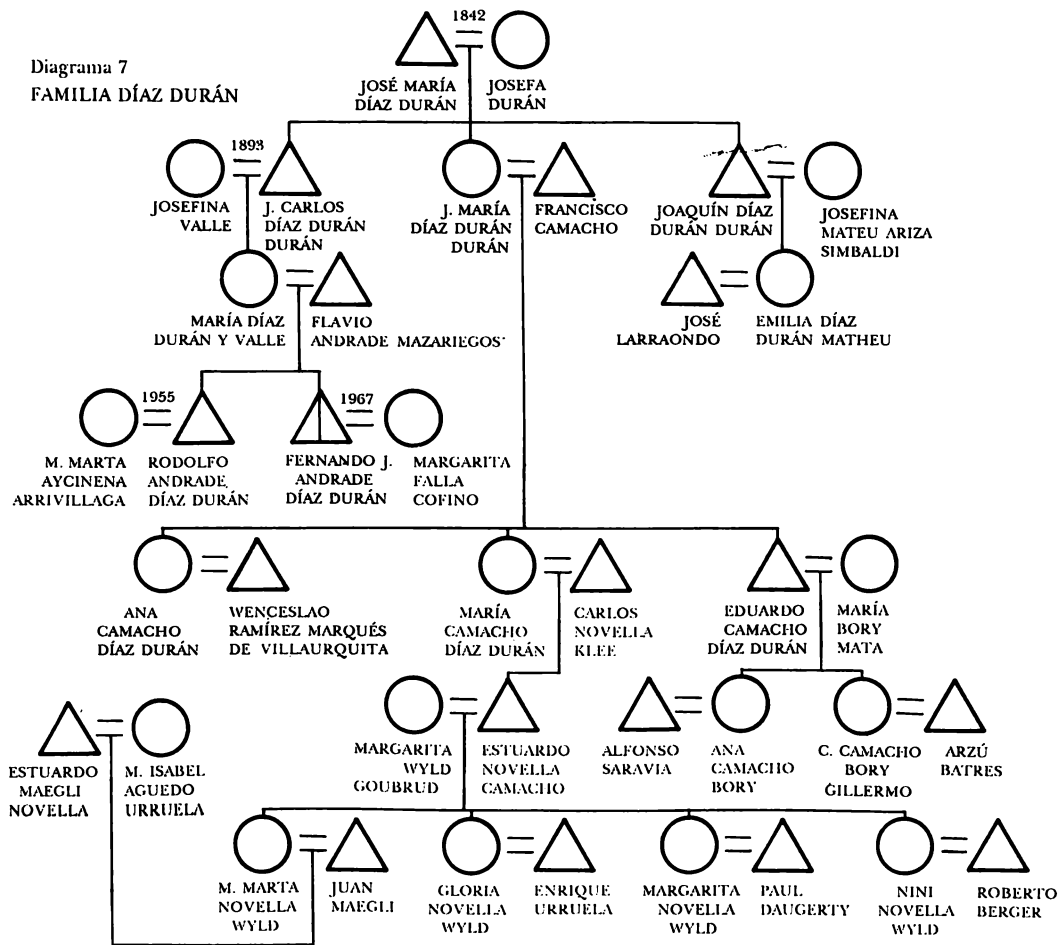 Diagrama 7
FAMILIA DÍAZ DURÁN
1842
JOSÉ MARÍA
DÍAZ DURÁN
JOSEFA
DURÁN
1893
JOSEFINA
VALLE
J. CARLOS
DÍAZ DURÁN
DURÁN
J. MARÍA
DÍAZ DURÁN
DURÁN
FRANCISCO
CAMACHO
JOAQUÍN DÍAZ
DURÁN DURÁN
JOSEFINA
MATEU ARIZA
SIMBALDI
MARÍA DÍAZ
DURÁN Y VALLE
FLAVIO
ANDRADE MAZARIEGOS
JOSÉ
LARRAONDO
EMILIA DÍAZ
DURÁN MATHEU
1955
1967
M. MARTA
AYCINENA
ARRIVILLAGA
RODOLFO
ANDRADE
DÍAZ DURÁN
FERNANDO J.
ANDRADE
DÍAZ DURÁN
MARGARITA
FALLA
COFINO
ANA
CAMACHO
DÍAZ DURÁN
WENCESLAO
RAMÍREZ MARQUÉS
DE VILLAURQUITA
MARÍA
CAMACHO
DÍAZ DURÁN
CARLOS
NOVELLA
KLEE
EDUARDO
CAMACHO
DÍAZ DURÁN
MARÍA
BORY
MATA
ESTUARDO
MAEGLI
NOVELLA
M. ISABEL
AGUEDO
URRUELA
MARGARITA
WYLD
GOUBRUD
ESTUARDO
NOVELLA
CAMACHO
ALFONSO
SARAVIA
ANA
CAMACHO
BORY
C. CAMACHO
BORY
GILLERMO
ARZÚ
BATRES
M. MARTA
NOVELLA
WYLD
JUAN
MAEGLI
GLORIA
NOVELLA
WYLD
ENRIQUE
URRUELA
MARGARITA
NOVELLA
WYLD
PAUL
DAUGERTY
NINI
NOVELLA
WYLD
ROBERTO
BERGER